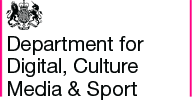 Department for
Digital, Culture
Media & Sport